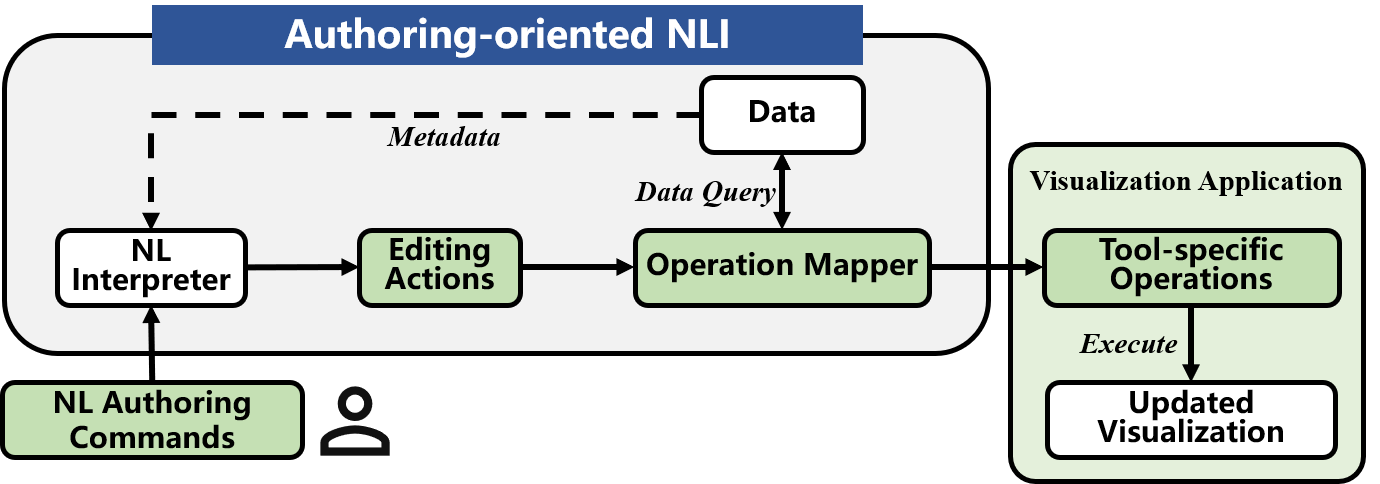 Authoring-oriented NLI
Data
Metadata
Data Query
NL
Interpreter
Editing
Actions
Operation Mapper
NL Authoring
Commands
Visualization Application
Tool-specific
Operations
Execute
Updated
Visualization